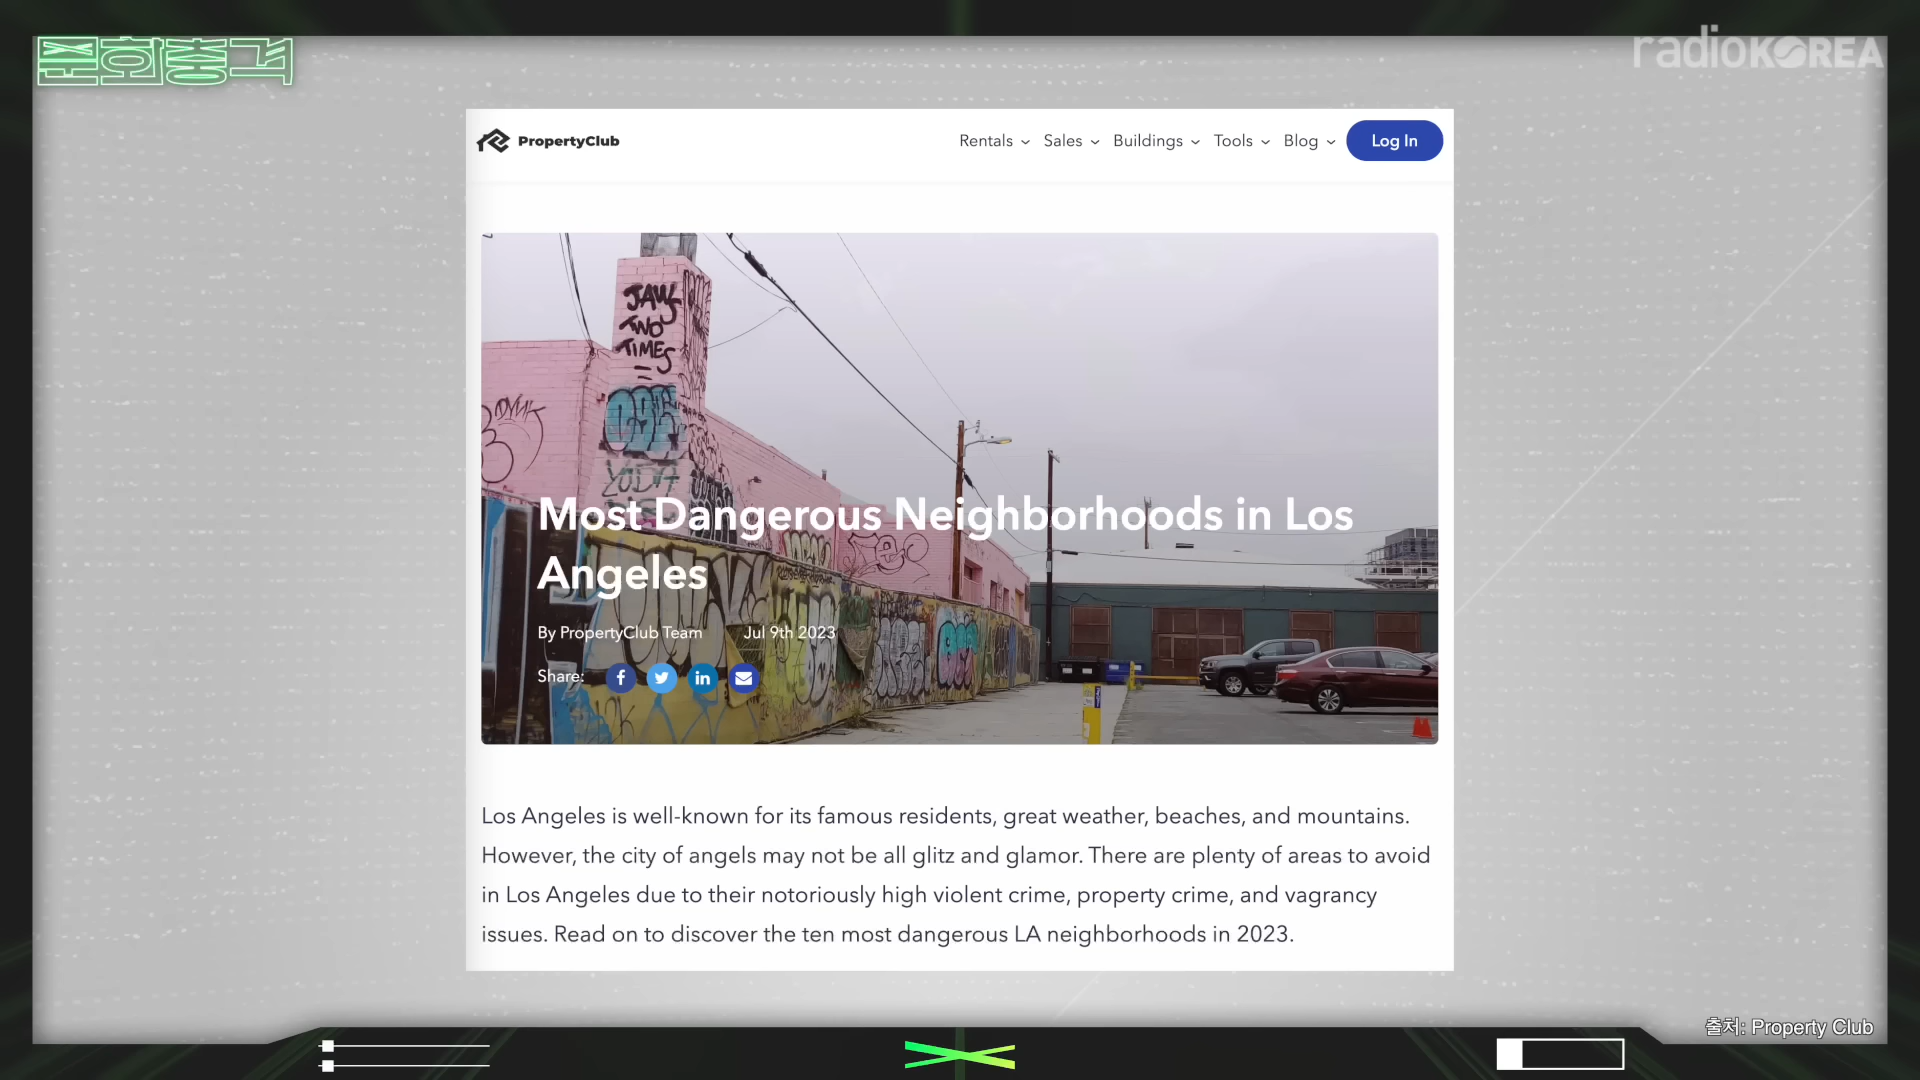 문화충격
radioKOREA
PropertyClub
Rentals Sales Buildings Tools Blog Log In
JAW
TWO
TIMES
YODA
Most Dangerous Neighborhoods in Los
Angeles
By PropertyClub Team Jul 9th 2023
Share:
Los Angeles is well-known for its famous residents, great weather, beaches, and mountains.
However, the city of angels may not be all glitz and glamor. There are plenty of areas to avoid
in Los Angeles due to their notoriously high violent crime, property crime, and vagrancy
issues. Read on to discover the ten most dangerous LA neighborhoods in 2023.
출처: Property Club